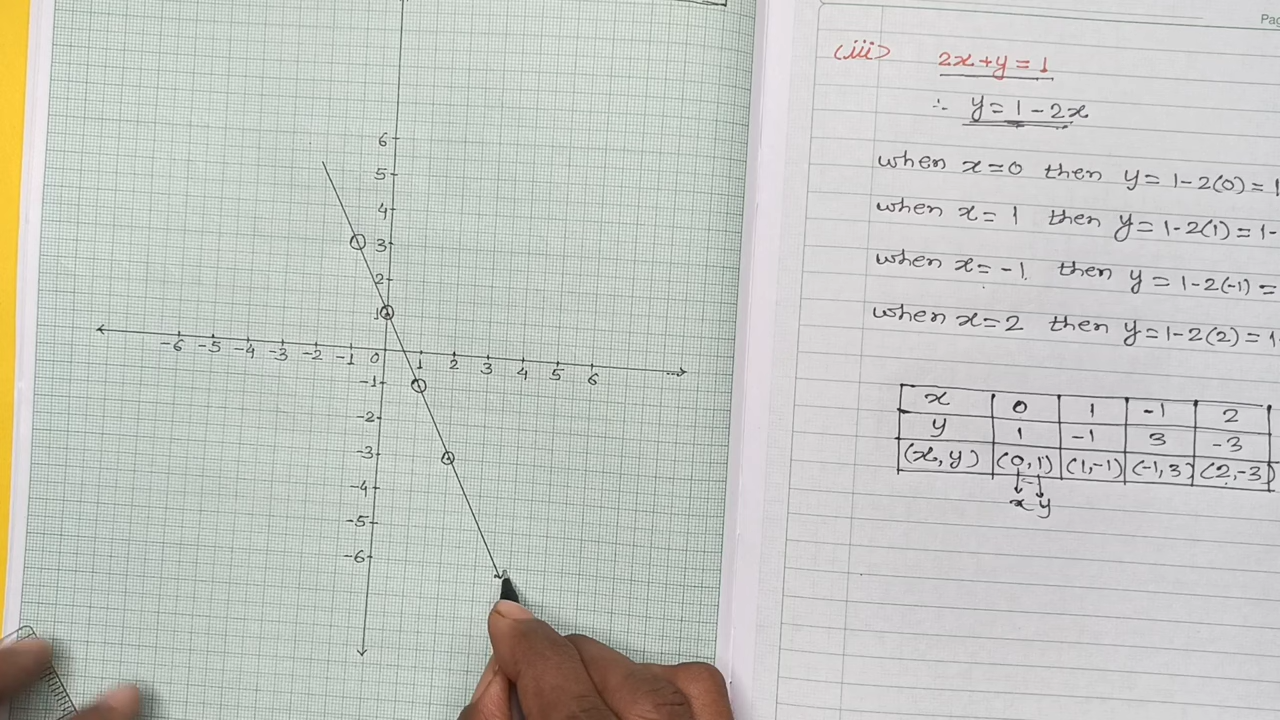 6
5
4
3
2
1
-6 -5 -4 -3 -2 -1 0 1 2 3 4 5 6
-1
-2
-3
-4
-5
-6
(iii) 2x+y=1
∴ y=1-2x
when x=0 then y=1-2(0)=1
when x=1 then y=1-2(1)=1-
when x=-1 then y=1-2(-1)=
when x=2 then y=1-2(2)=1-
x 0 1 -1 2
y 1 -1 3 -3
(x,y) (0,1) (1,-1) (-1,3) (2,-3)
x y